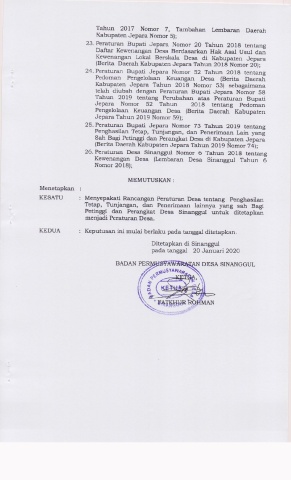 Tahun 2017 Nomor 7, Tambahan Lembaran Daerah
Kabupaten Jepara Nomor 5);
23. Peraturan Bupati Jepara Nomor 20 Tahun 2018 tentang
Daftar Kewenangan Desa Berdasarkan Hak Asal Usul dan
Kewenangan Lokal Berskala Desa di Kabupaten Jepara
(Berita Daerah Kabupaten Jepara Tahun 2018 Nomor 20);
24. Peraturan Bupati Jepara Nomor 52 Tahun 2018 tentang
Pedoman Pengelolaan Keuangan Desa (Berita Daerah
Kabupaten Jepara Tahun 2018 Nomor 53) sebagaimana
telah diubah dengan Peraturan Bupati Jepara Nomor 58
Tahun 2019 tentang Perubahan atas Peraturan Bupati
Jepara Nomor 52 Tahun 2018 tentang Pedoman
Pengelolaan Keuangan Desa (Berita Daerah Kabupaten
Jepara Tahun 2019 Nomor 59);
25. Peraturan Bupati Jepara Nomor 73 Tahun 2019 tentang
Penghasilan Tetap, Tunjangan, dan Penerimaan Lain yang
Sah Bagi Petinggi dan Perangkat Desa di Kabupaten Jepara
(Berita Daerah Kabupaten Jepara Tahun 2019 Nomor 74);
26. Peraturan Desa Sinanggul Nomor 6 Tahun 2018 tentang
Kewenangan Desa (Lembaran Desa Sinanggul Tahun 6
Nomor 2018);
MEMUTUSKAN :
Menetapkan :
KESATU : Menyepakati Rancangan Peraturan Desa tentang Penghasilan
Tetap, Tunjangan, dan Penerimaan lainnya yang sah Bagi
Petinggi dan Perangkat Desa Sinanggul untuk ditetapkan
menjadi Peraturan Desa.
KEDUA : Keputusan ini mulai berlaku pada tanggal ditetapkan.
Ditetapkan di Sinanggul
pada tanggal 20 Januari 2020
BADAN PERMUSYAWARATAN DESA SINANGGUL
KETUA
KETUA
FATKHUR ROHMAN